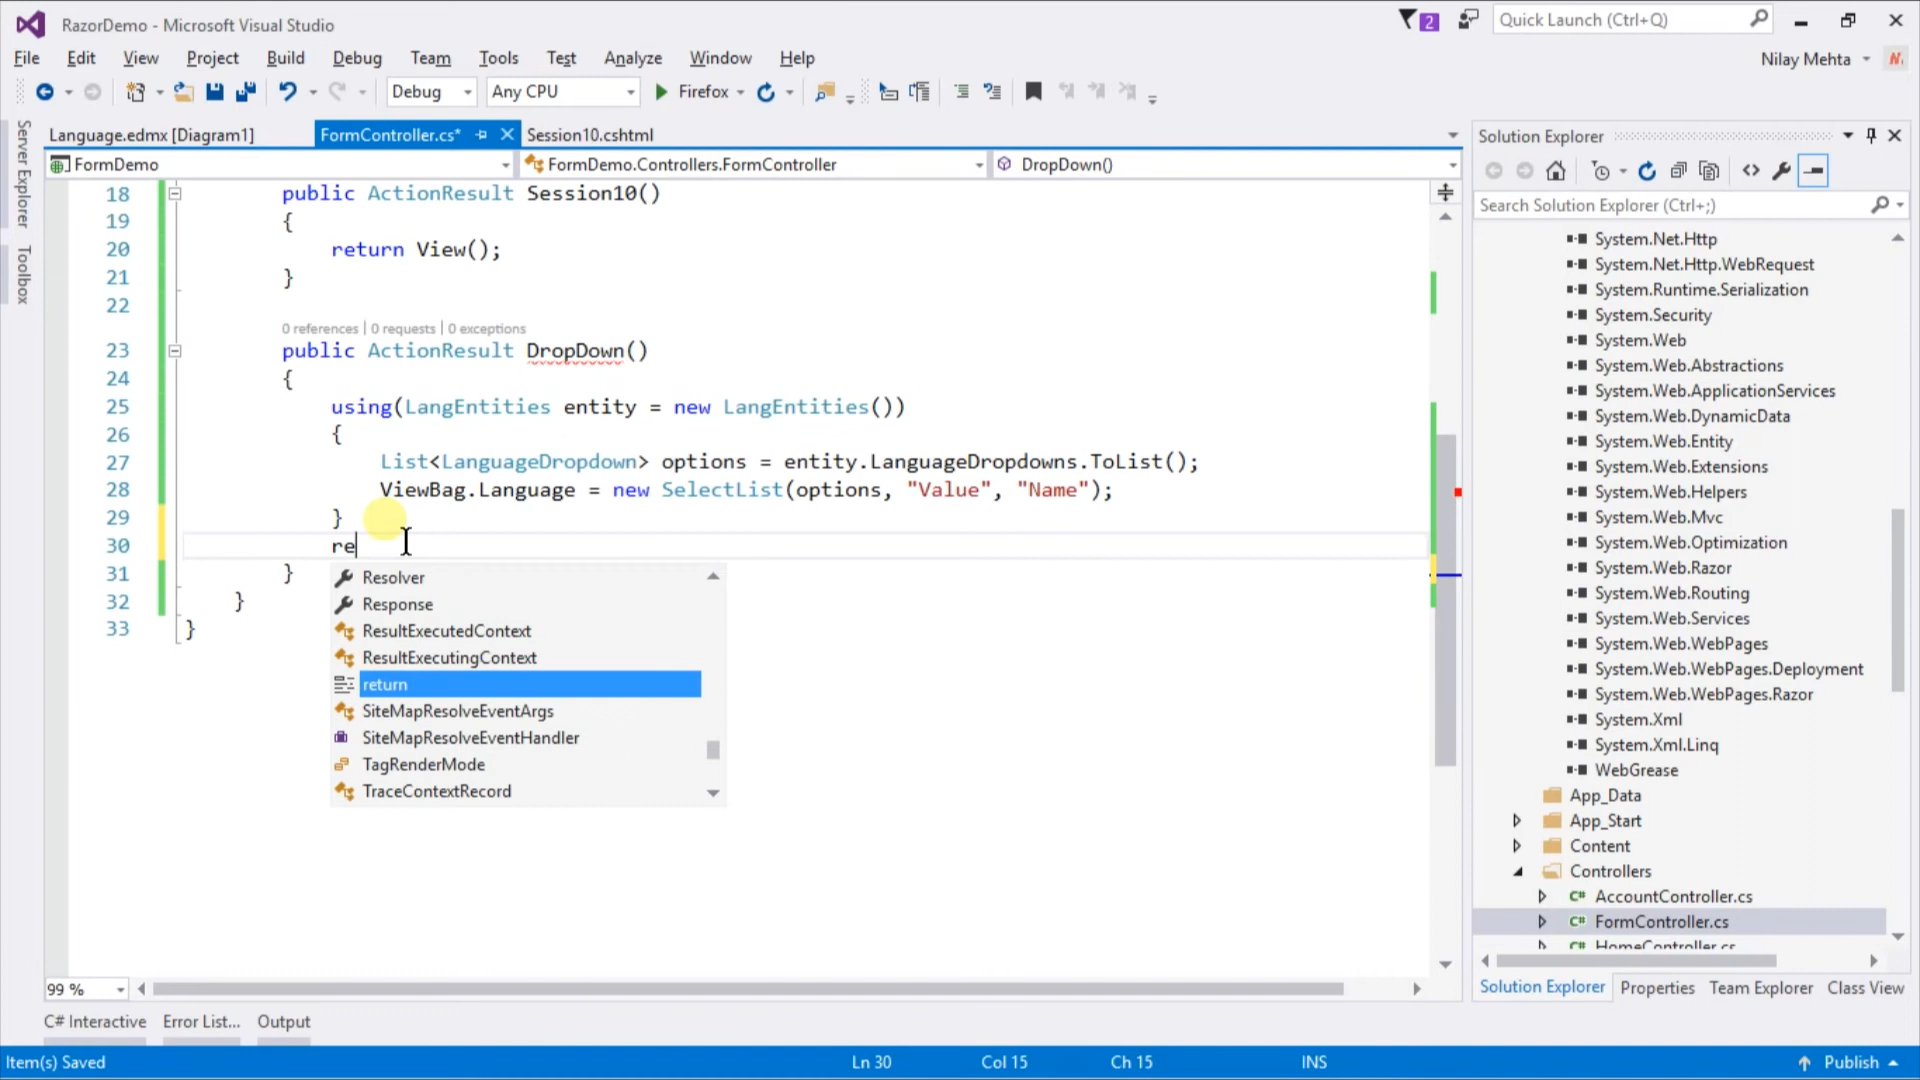 RazorDemo - Microsoft Visual Studio
2
Quick Launch (Ctrl+Q)
File Edit View Project Build Debug Team Tools Test Analyze Window Help
Nilay Mehta
N
Debug Any CPU Firefox
Server Explorer
Toolbox
Language.edmx [Diagram1] FormController.cs* Session10.cshtml
FormDemo FormDemo.Controllers.FormController DropDown()
18 public ActionResult Session10()
19 {
20 return View();
21 }
22
0 references | 0 requests | 0 exceptions
23 public ActionResult DropDown()
24 {
25 using(LangEntities entity = new LangEntities())
26 {
27 List<LanguageDropdown> options = entity.LanguageDropdowns.ToList();
28 ViewBag.Language = new SelectList(options, "Value", "Name");
29 }
30 re
31 }
32 }
33 }
Resolver
Response
ResultExecutedContext
ResultExecutingContext
return
SiteMapResolveEventArgs
SiteMapResolveEventHandler
TagRenderMode
TraceContextRecord
99 %
C# Interactive Error List... Output
Solution Explorer
Search Solution Explorer (Ctrl+;)
System.Net.Http
System.Net.Http.WebRequest
System.Runtime.Serialization
System.Security
System.Web
System.Web.Abstractions
System.Web.ApplicationServices
System.Web.DynamicData
System.Web.Entity
System.Web.Extensions
System.Web.Helpers
System.Web.Mvc
System.Web.Optimization
System.Web.Razor
System.Web.Routing
System.Web.Services
System.Web.WebPages
System.Web.WebPages.Deployment
System.Web.WebPages.Razor
System.Xml
System.Xml.Linq
WebGrease
App_Data
App_Start
Content
Controllers
C# AccountController.cs
C# FormController.cs
C# HomeController.cs
Solution Explorer Properties Team Explorer Class View
Item(s) Saved Ln 30 Col 15 Ch 15 INS Publish